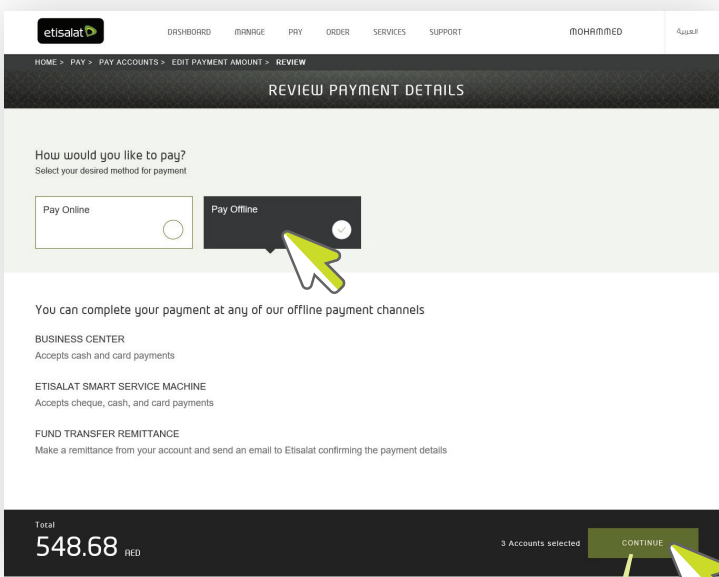 etisalat
DASHBOARD MANAGE PAY ORDER SERVICES SUPPORT MOHAMMED العربية
HOME > PAY > PAY ACCOUNTS > EDIT PAYMENT AMOUNT > REVIEW
REVIEW PAYMENT DETAILS
How would you like to pay?
Select your desired method for payment
Pay Online Pay Offline
You can complete your payment at any of our offline payment channels
BUSINESS CENTER
Accepts cash and card payments
ETISALAT SMART SERVICE MACHINE
Accepts cheque, cash, and card payments
FUND TRANSFER REMITTANCE
Make a remittance from your account and send an email to Etisalat confirming the payment details
Total
548.68 AED
3 Accounts selected CONTINUE